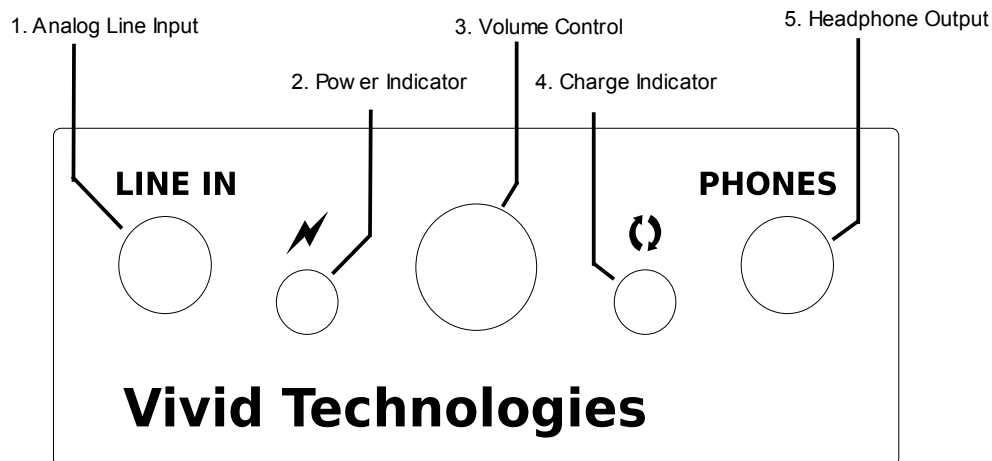 1. Analog Line Input
2. Power Indicator
3. Volume Control
4. Charge Indicator
5. Headphone Output
LINE IN
PHONES
Vivid Technologies